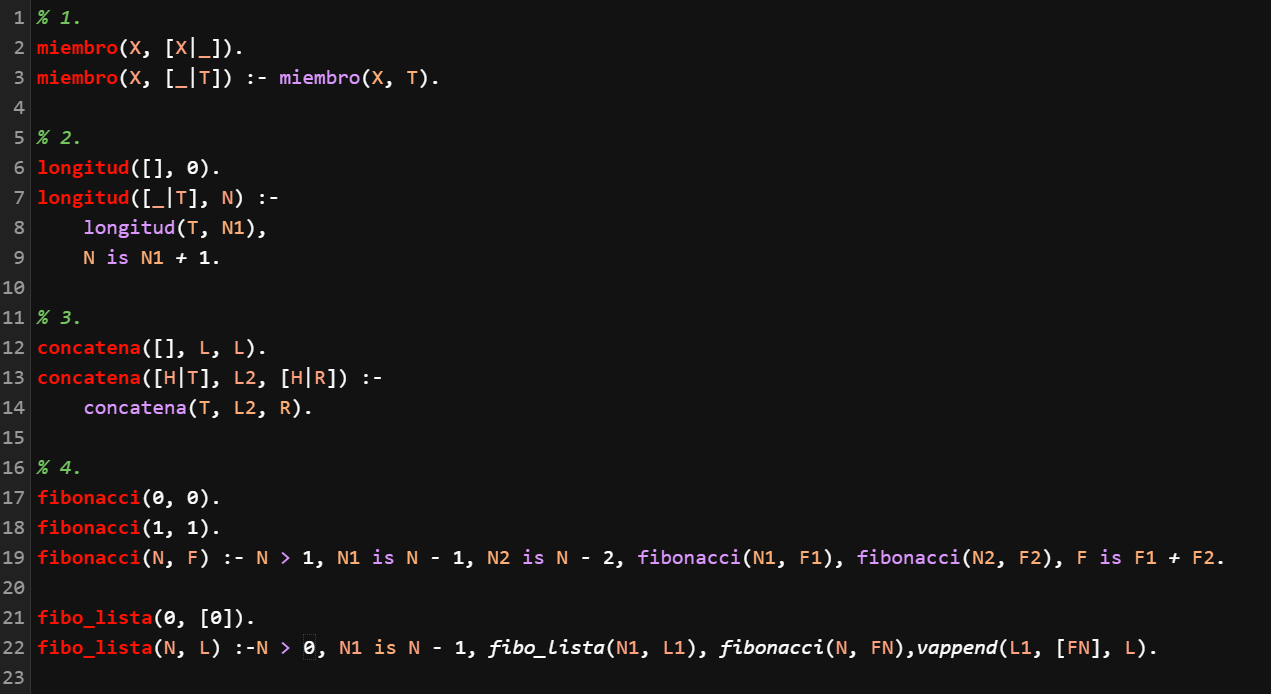 1 % 1.
2 miembro(X, [X|_]).
3 miembro(X, [_|T]) :- miembro(X, T).
4
5 % 2.
6 longitud([], 0).
7 longitud([_|T], N) :-
8     longitud(T, N1),
9     N is N1 + 1.
10
11 % 3.
12 concatena([], L, L).
13 concatena([H|T], L2, [H|R]) :-
14     concatena(T, L2, R).
15
16 % 4.
17 fibonacci(0, 0).
18 fibonacci(1, 1).
19 fibonacci(N, F) :- N > 1, N1 is N - 1, N2 is N - 2, fibonacci(N1, F1), fibonacci(N2, F2), F is F1 + F2.
20
21 fibo_lista(0, [0]).
22 fibo_lista(N, L) :-N > 0, N1 is N - 1, fibo_lista(N1, L1), fibonacci(N, FN),vappend(L1, [FN], L).
23